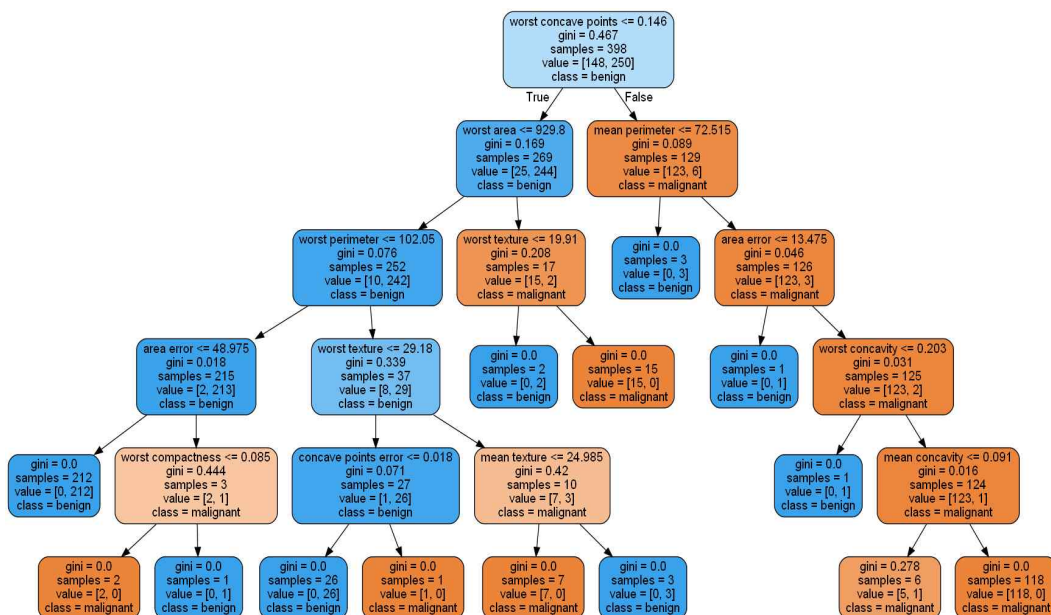 worst concave points <= 0.146
gini = 0.467
samples = 398
value = [148, 250]
class = benign
True
False
worst area <= 929.8
gini = 0.169
samples = 269
value = [25, 244]
class = benign
mean perimeter <= 72.515
gini = 0.089
samples = 129
value = [123, 6]
class = malignant
worst perimeter <= 102.05
gini = 0.076
samples = 252
value = [10, 242]
class = benign
worst texture <= 19.91
gini = 0.208
samples = 17
value = [15, 2]
class = malignant
gini = 0.0
samples = 3
value = [0, 3]
class = benign
area error <= 13.475
gini = 0.046
samples = 126
value = [123, 3]
class = malignant
area error <= 48.975
gini = 0.018
samples = 215
value = [2, 213]
class = benign
worst texture <= 29.18
gini = 0.339
samples = 37
value = [8, 29]
class = benign
gini = 0.0
samples = 2
value = [0, 2]
class = benign
gini = 0.0
samples = 15
value = [15, 0]
class = malignant
gini = 0.0
samples = 1
value = [0, 1]
class = benign
worst concavity <= 0.203
gini = 0.031
samples = 125
value = [123, 2]
class = malignant
gini = 0.0
samples = 212
value = [0, 212]
class = benign
worst compactness <= 0.085
gini = 0.444
samples = 3
value = [2, 1]
class = malignant
concave points error <= 0.018
gini = 0.071
samples = 27
value = [1, 26]
class = benign
mean texture <= 24.985
gini = 0.42
samples = 10
value = [7, 3]
class = malignant
gini = 0.0
samples = 1
value = [0, 1]
class = benign
mean concavity <= 0.091
gini = 0.016
samples = 124
value = [123, 1]
class = malignant
gini = 0.0
samples = 2
value = [2, 0]
class = malignant
gini = 0.0
samples = 1
value = [0, 1]
class = benign
gini = 0.0
samples = 26
value = [0, 26]
class = benign
gini = 0.0
samples = 1
value = [1, 0]
class = malignant
gini = 0.0
samples = 7
value = [7, 0]
class = malignant
gini = 0.0
samples = 3
value = [0, 3]
class = benign
gini = 0.278
samples = 6
value = [5, 1]
class = malignant
gini = 0.0
samples = 118
value = [118, 0]
class = malignant